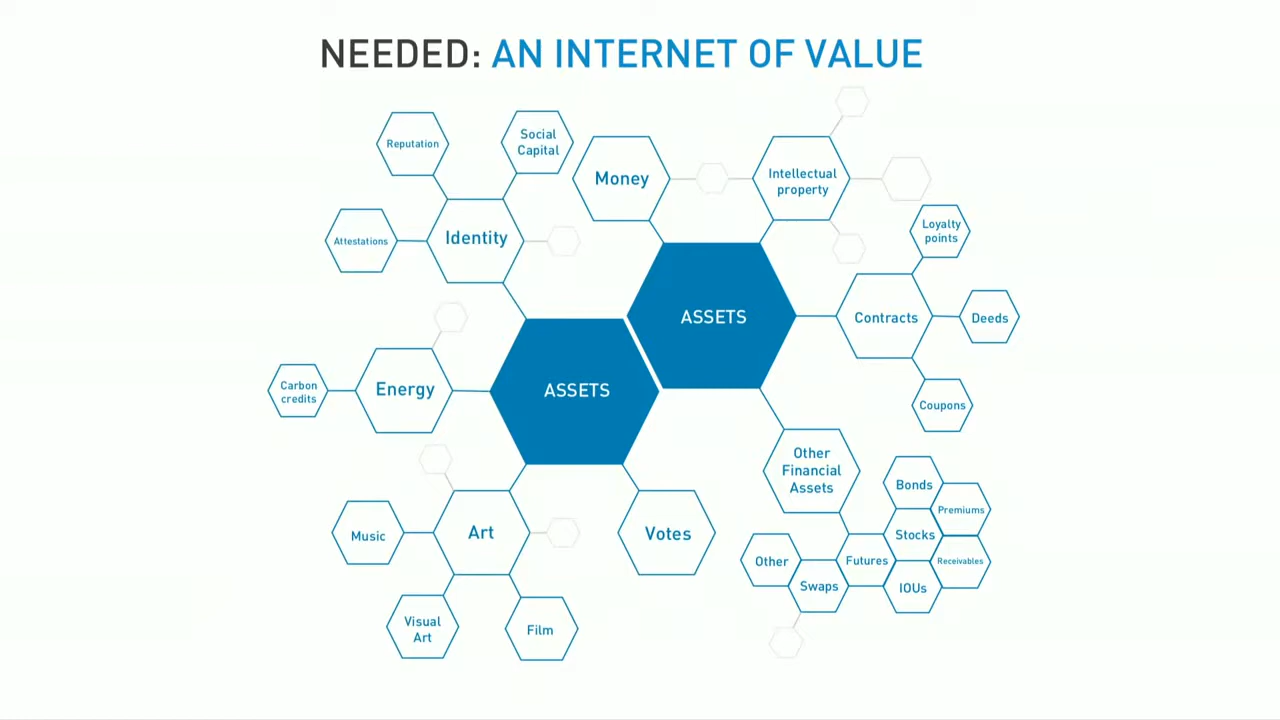 NEEDED: AN INTERNET OF VALUE
Reputation
Social
Capital
Attestations
Identity
Money
Intellectual
property
Loyalty
points
Contracts
Deeds
Coupons
ASSETS
ASSETS
Carbon
credits
Energy
Music
Art
Visual
Art
Film
Votes
Other
Financial
Assets
Bonds
Premiums
Stocks
Receivables
Futures
IOUs
Other
Swaps